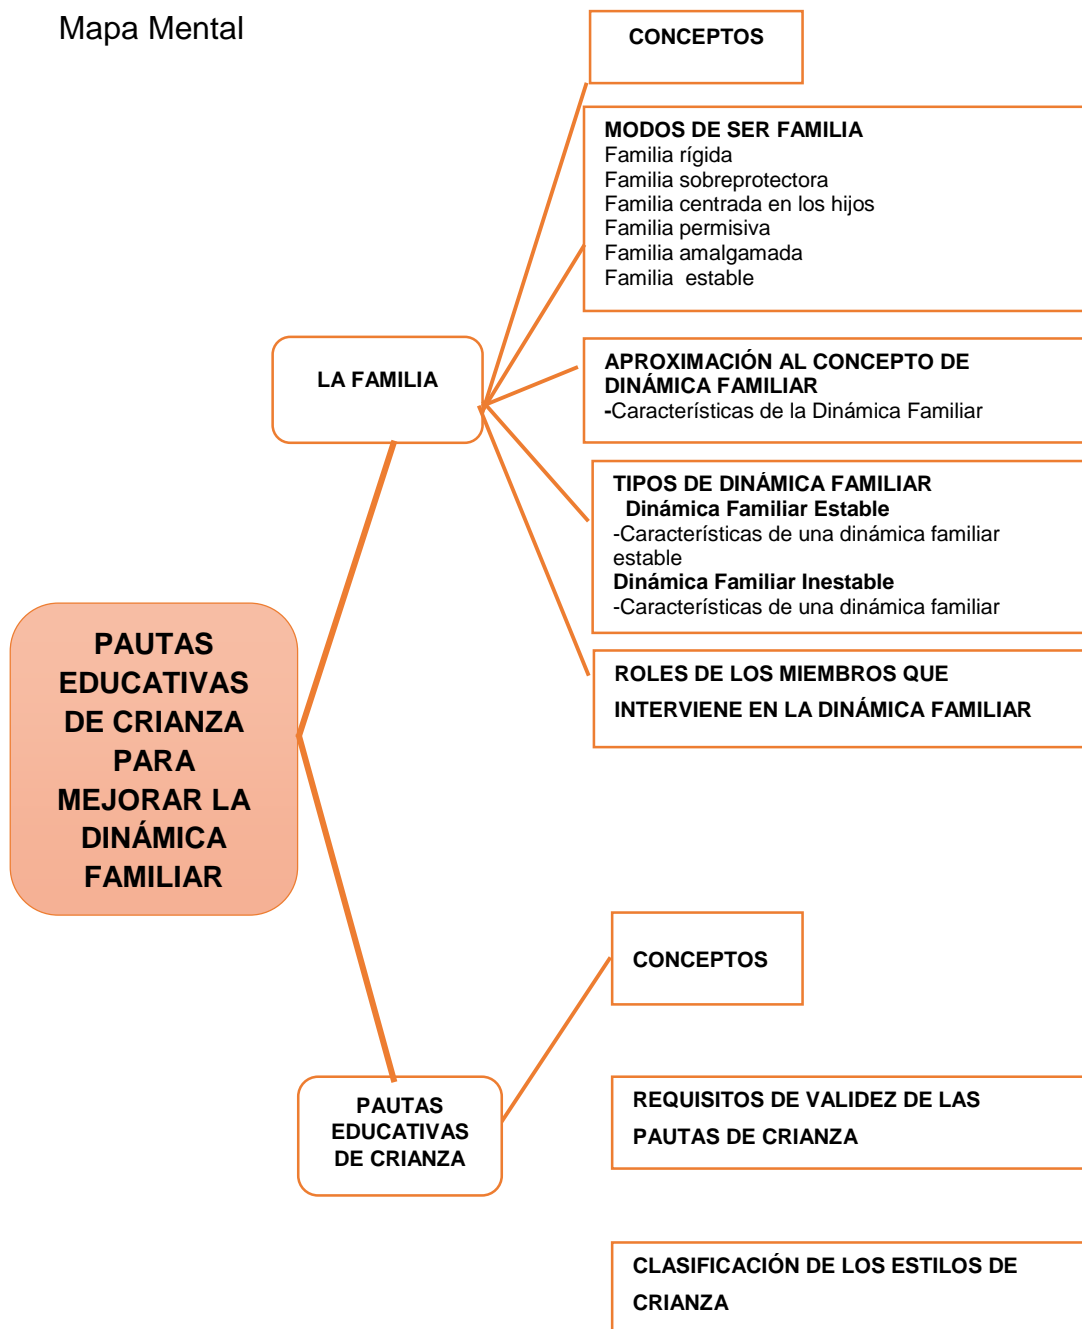 Mapa Mental
CONCEPTOS
MODOS DE SER FAMILIA
Familia rígida
Familia sobreprotectora
Familia centrada en los hijos
Familia permisiva
Familia amalgamada
Familia  estable
LA FAMILIA
APROXIMACIÓN AL CONCEPTO DE
DINÁMICA FAMILIAR
-Características de la Dinámica Familiar
TIPOS DE DINÁMICA FAMILIAR
Dinámica Familiar Estable
-Características de una dinámica familiar
estable
Dinámica Familiar Inestable
-Características de una dinámica familiar
ROLES DE LOS MIEMBROS QUE
INTERVIENE EN LA DINÁMICA FAMILIAR
PAUTAS
EDUCATIVAS
DE CRIANZA
PARA
MEJORAR LA
DINÁMICA
FAMILIAR
CONCEPTOS
PAUTAS
EDUCATIVAS
DE CRIANZA
REQUISITOS DE VALIDEZ DE LAS
PAUTAS DE CRIANZA
CLASIFICACIÓN DE LOS ESTILOS DE
CRIANZA